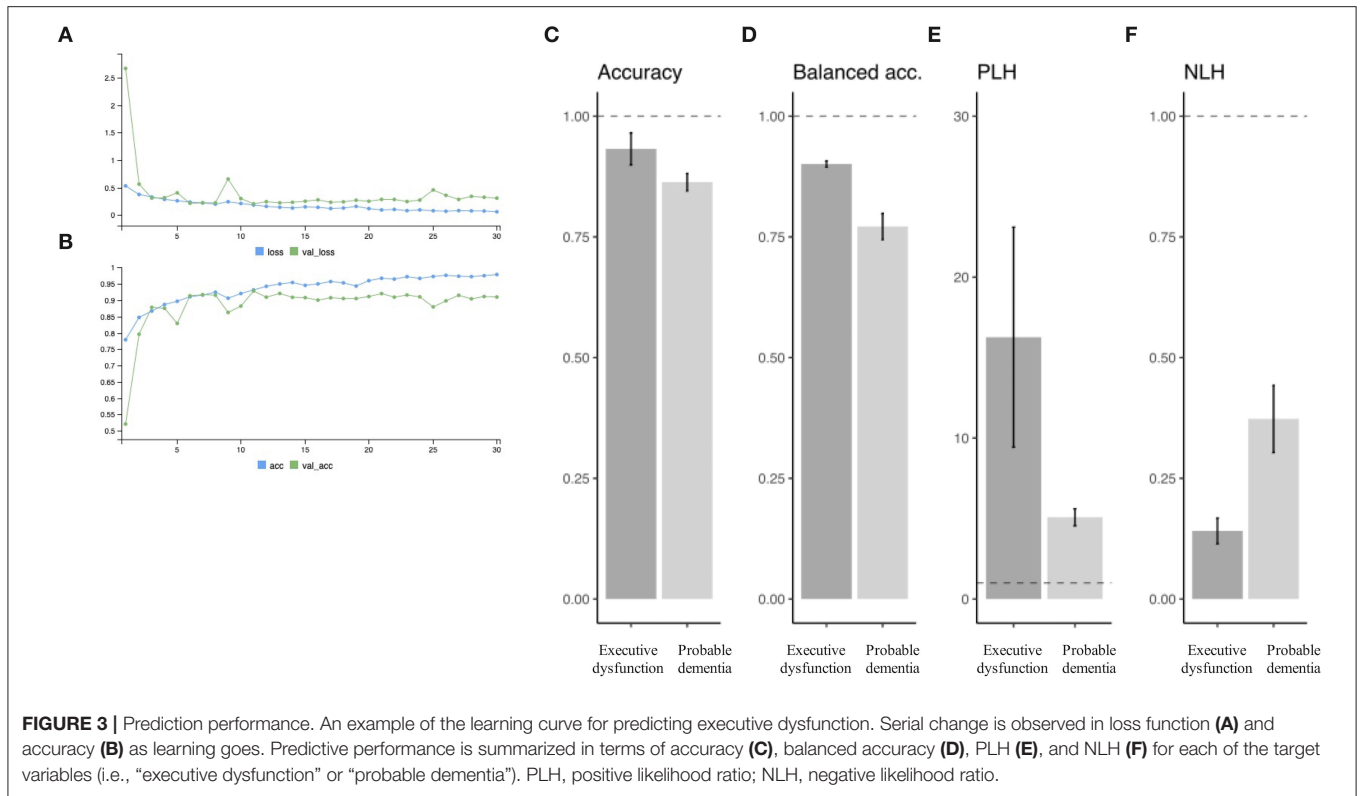 A
2.5
2
1.5
1
0.5
0
5 10 15 20 25 30
loss val_loss
B
1
0.95
0.9
0.85
0.8
0.75
0.7
0.65
0.6
0.55
0.5
5 10 15 20 25 30
acc val_acc
C
Accuracy
1.00
0.75
0.50
0.25
0.00
Executive Probable
dysfunction dementia
D
Balanced acc.
1.00
0.75
0.50
0.25
0.00
Executive Probable
dysfunction dementia
E
PLH
30
20
10
0
Executive Probable
dysfunction dementia
F
NLH
1.00
0.75
0.50
0.25
0.00
Executive Probable
dysfunction dementia
FIGURE 3 | Prediction performance. An example of the learning curve for predicting executive dysfunction. Serial change is observed in loss function (A) and
accuracy (B) as learning goes. Predictive performance is summarized in terms of accuracy (C), balanced accuracy (D), PLH (E), and NLH (F) for each of the target
variables (i.e., “executive dysfunction” or “probable dementia”). PLH, positive likelihood ratio; NLH, negative likelihood ratio.